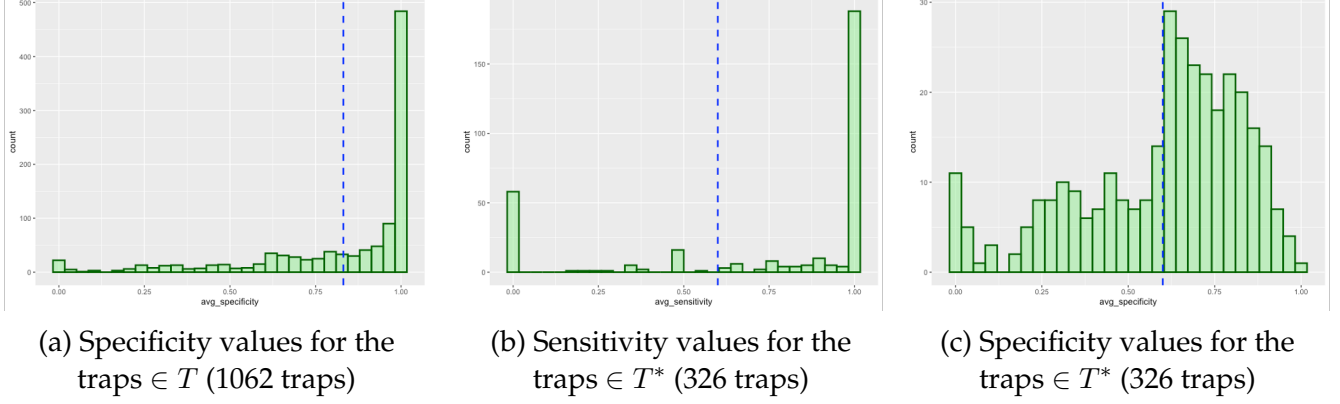 500
400
300
200
100
0
count
0.00 0.25 0.50 0.75 1.00
avg_specificity
150
100
50
0
count
0.00 0.25 0.50 0.75 1.00
avg_sensitivity
30
20
10
0
count
0.00 0.25 0.50 0.75 1.00
avg_specificity
(a) Specificity values for the
traps ∈ T (1062 traps)
(b) Sensitivity values for the
traps ∈ T* (326 traps)
(c) Specificity values for the
traps ∈ T* (326 traps)